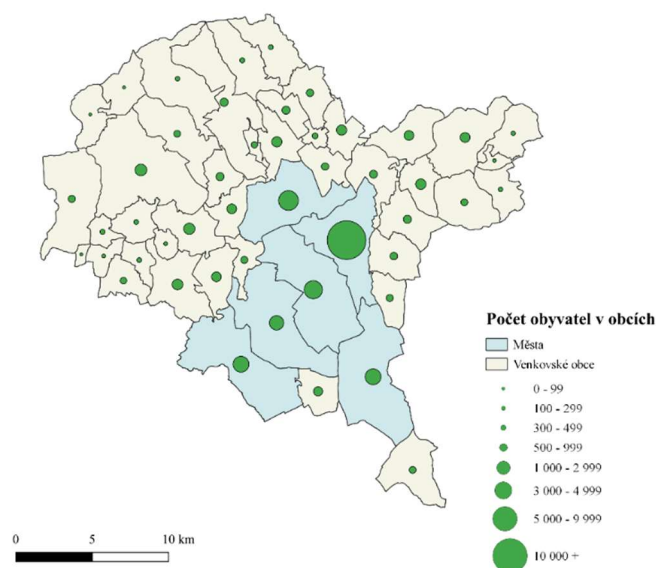 Počet obyvatel v obcích
Města
Venkovské obce
0 - 99
100 - 299
300 - 499
500 - 999
1 000 - 2 999
3 000 - 4 999
5 000 - 9 999
10 000 +
0 5 10 km